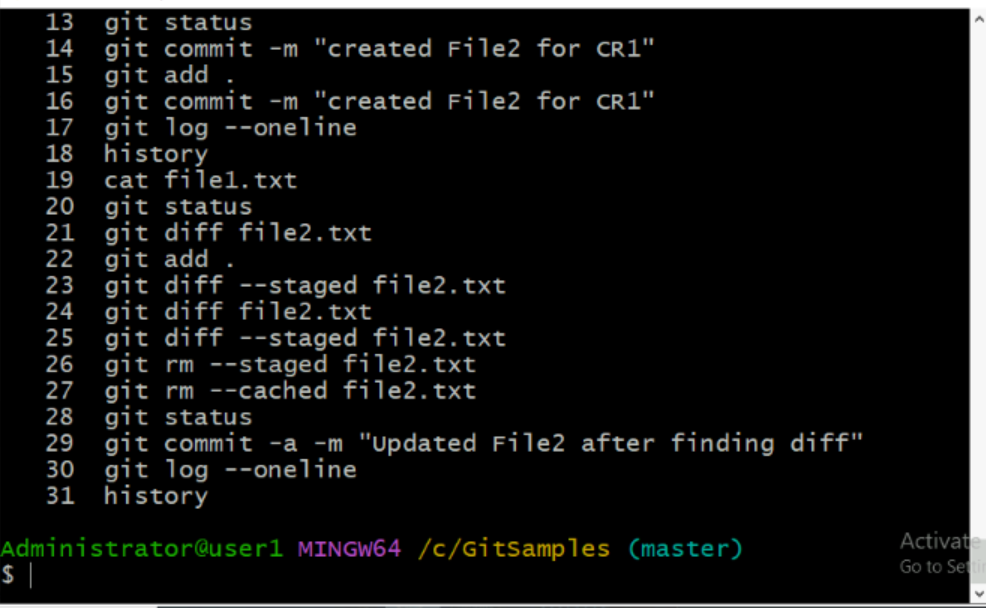 13 git status
14 git commit -m "created File2 for CR1"
15 git add .
16 git commit -m "created File2 for CR1"
17 git log --oneline
18 history
19 cat file1.txt
20 git status
21 git diff file2.txt
22 git add .
23 git diff --staged file2.txt
24 git diff file2.txt
25 git diff --staged file2.txt
26 git rm --staged file2.txt
27 git rm --cached file2.txt
28 git status
29 git commit -a -m "Updated File2 after finding diff"
30 git log --oneline
31 history
Administrator@user1 MINGW64 /c/GitSamples (master)
$
Activate
Go to